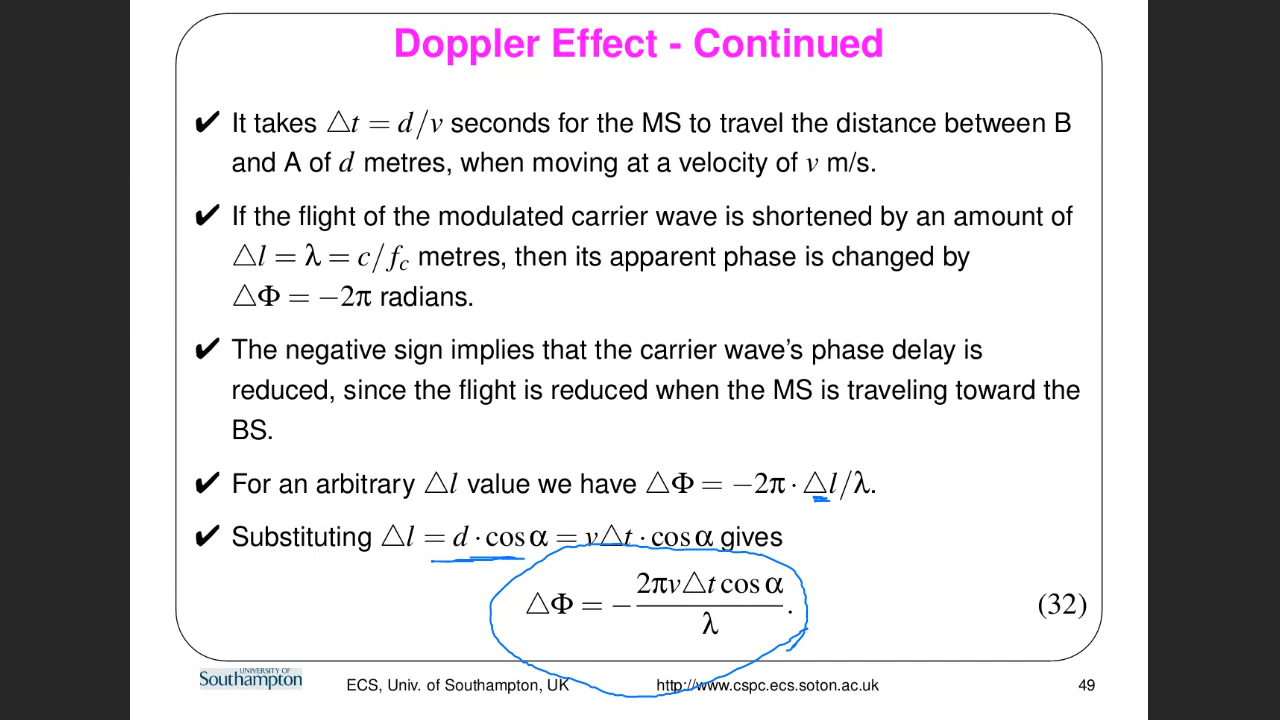 Doppler Effect - Continued
✔ It takes △t = d/v seconds for the MS to travel the distance between B
and A of d metres, when moving at a velocity of v m/s.
✔ If the flight of the modulated carrier wave is shortened by an amount of
△l = λ = c/f_c metres, then its apparent phase is changed by
△Φ = −2π radians.
✔ The negative sign implies that the carrier wave's phase delay is
reduced, since the flight is reduced when the MS is traveling toward the
BS.
✔ For an arbitrary △l value we have △Φ = −2π · △l/λ.
✔ Substituting △l = d · cos α = v△t · cos α gives
△Φ = − 2πv△t cos α / λ . (32)
UNIVERSITY OF
Southampton
ECS, Univ. of Southampton, UK http://www.cspc.ecs.soton.ac.uk 49